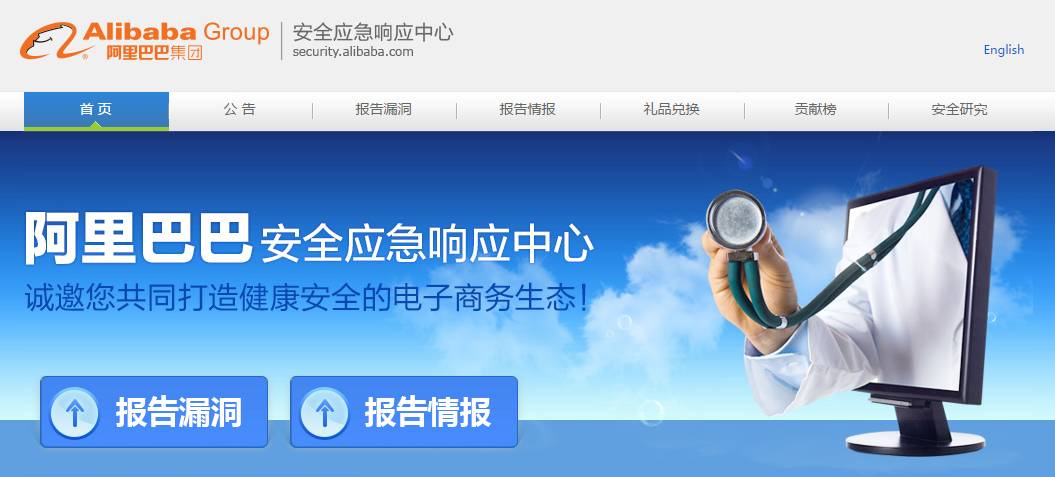 Alibaba Group
阿里巴巴集团
安全应急响应中心
security.alibaba.com
English
首 页
公 告
报告漏洞
报告情报
礼品兑换
贡献榜
安全研究
阿里巴巴 安全应急响应中心
诚邀您共同打造健康安全的电子商务生态！
报告漏洞
报告情报